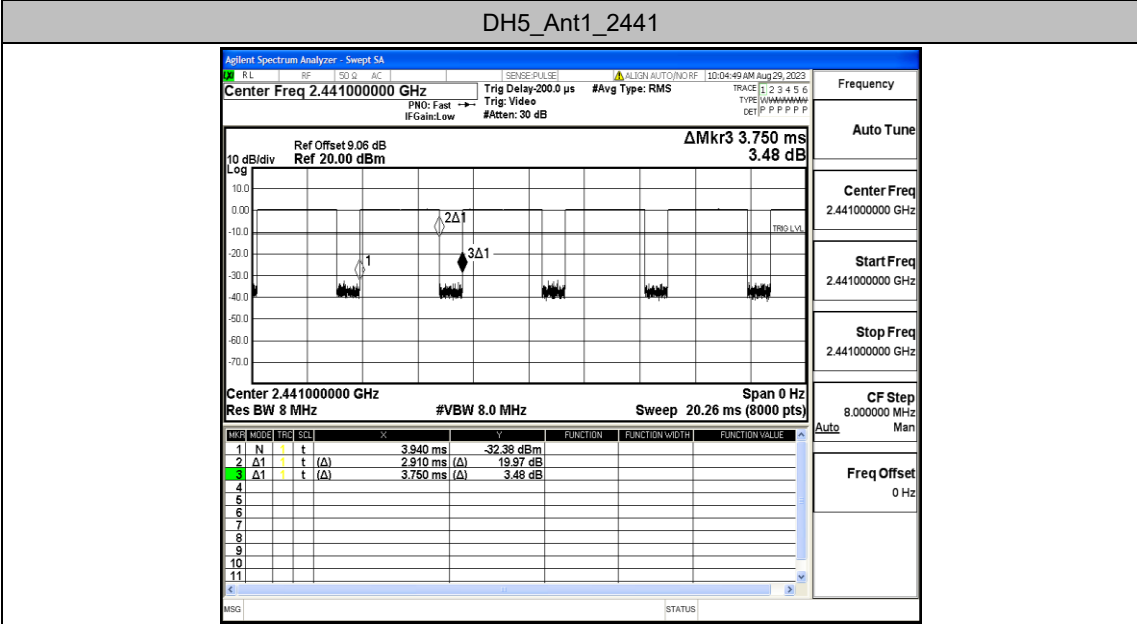 DH5_Ant1_2441
Agilent Spectrum Analyzer - Swept SA
RL RF 50 Ω AC SENSE:PULSE ALIGN AUTO/NO RF 10:04:49 AM Aug 29, 2023
Center Freq 2.441000000 GHz
PNO: Fast
IFGain:Low
Trig Delay-200.0 µs
Trig: Video
#Atten: 30 dB
#Avg Type: RMS
TRACE 1 2 3 4 5 6
TYPE
DET P P P P P P
Ref Offset 9.06 dB
10 dB/div Ref 20.00 dBm
Log
ΔMkr3 3.750 ms
3.48 dB
10.0
0.00
-10.0
-20.0
-30.0
-40.0
-50.0
-60.0
-70.0
1
2Δ1
3Δ1
TRIG LVL
Center 2.441000000 GHz Span 0 Hz
Res BW 8 MHz #VBW 8.0 MHz Sweep 20.26 ms (8000 pts)
MKR MODE TRC SCL X Y FUNCTION FUNCTION WIDTH FUNCTION VALUE
1 N 1 t 3.940 ms -32.38 dBm
2 Δ1 1 t (Δ) 2.910 ms (Δ) 19.97 dB
3 Δ1 1 t (Δ) 3.750 ms (Δ) 3.48 dB
4
5
6
7
8
9
10
11
MSG STATUS
Frequency
Auto Tune
Center Freq
2.441000000 GHz
Start Freq
2.441000000 GHz
Stop Freq
2.441000000 GHz
CF Step
8.000000 MHz
Auto Man
Freq Offset
0 Hz